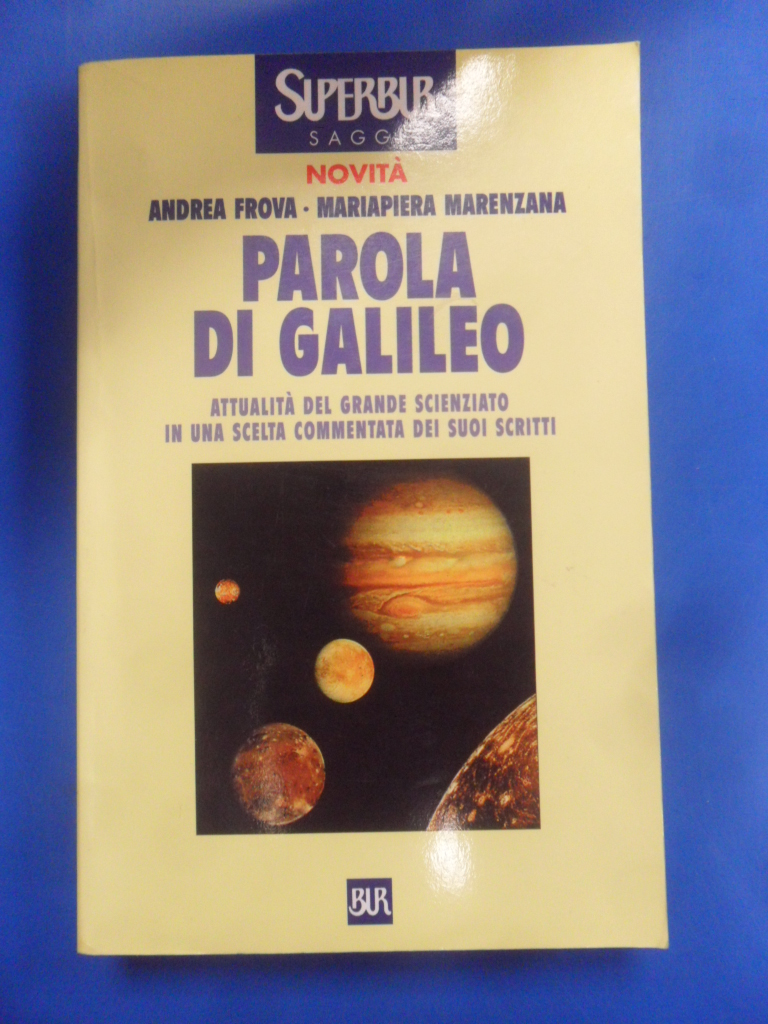 SUPERBUR
SAGGI
NOVITÀ
ANDREA FROVA · MARIAPIERA MARENZANA
PAROLA
DI GALILEO
ATTUALITÀ DEL GRANDE SCIENZIATO
IN UNA SCELTA COMMENTATA DEI SUOI SCRITTI
BUR